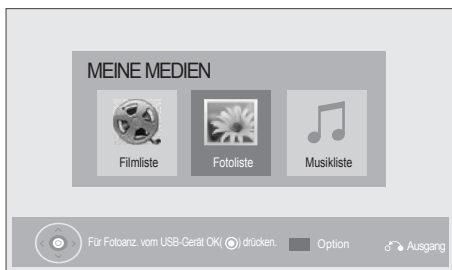 MEINE MEDIEN
Filmliste
Fotoliste
Musikliste
Für Fotoanz. vom USB-Gerät OK(◉) drücken. Option Ausgang